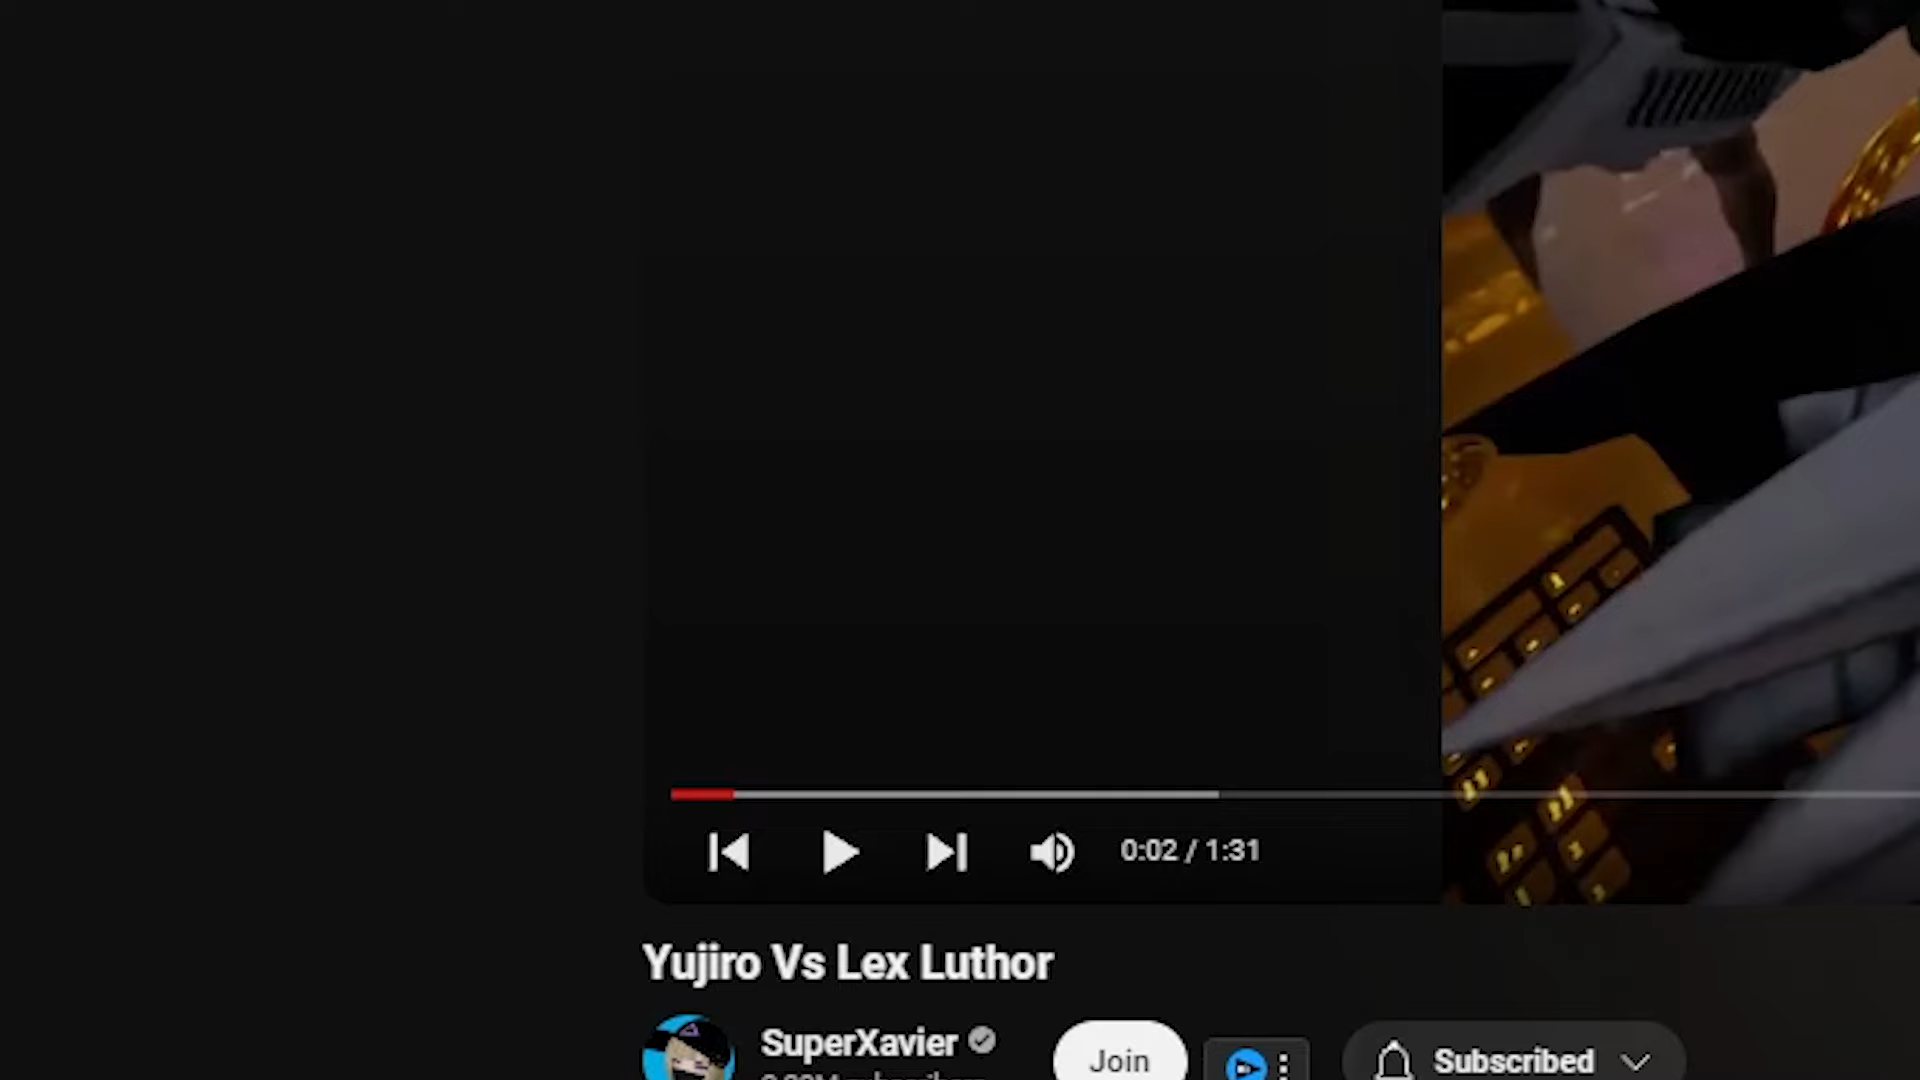 0:02 / 1:31
Yujiro Vs Lex Luthor
SuperXavier
Join
Subscribed